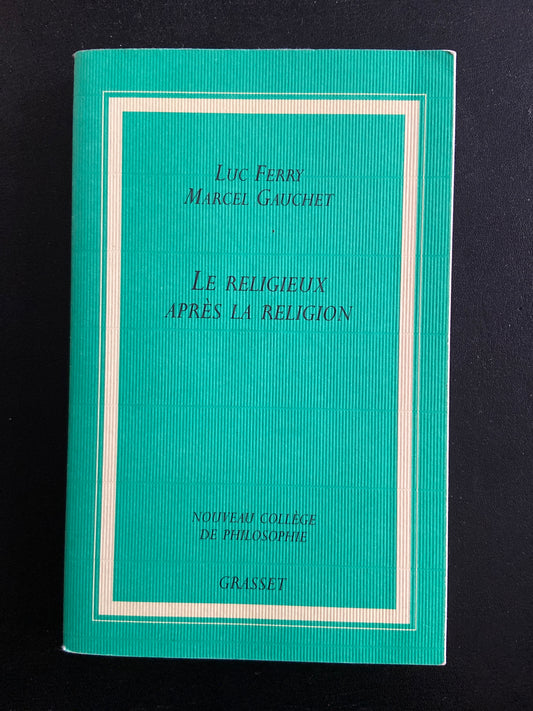 LUC FERRY
MARCEL GAUCHET
LE RELIGIEUX
APRÈS LA RELIGION
NOUVEAU COLLÈGE
DE PHILOSOPHIE
GRASSET